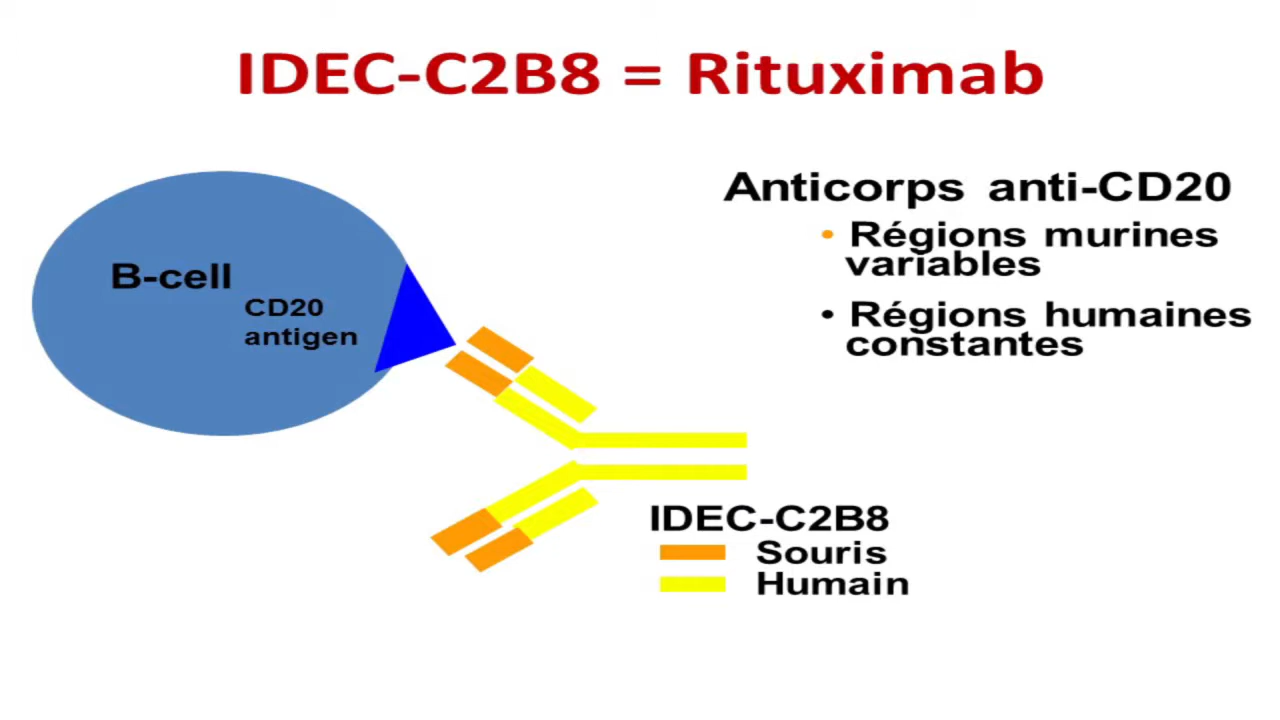 IDEC-C2B8 = Rituximab
B-cell
CD20
antigen
Anticorps anti-CD20
• Régions murines
variables
• Régions humaines
constantes
IDEC-C2B8
Souris
Humain